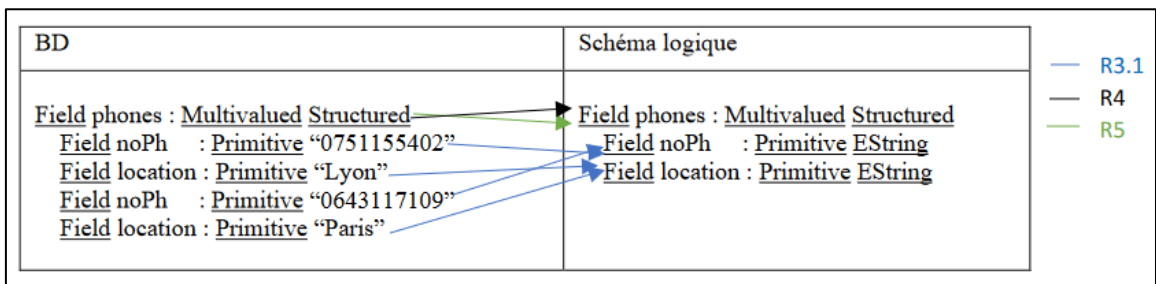 BD
Schéma logique
Field phones : Multivalued Structured
Field noPh : Primitive “0751155402”
Field location : Primitive “Lyon”
Field noPh : Primitive “0643117109”
Field location : Primitive “Paris”
Field phones : Multivalued Structured
Field noPh : Primitive EString
Field location : Primitive EString
R3.1
R4
R5